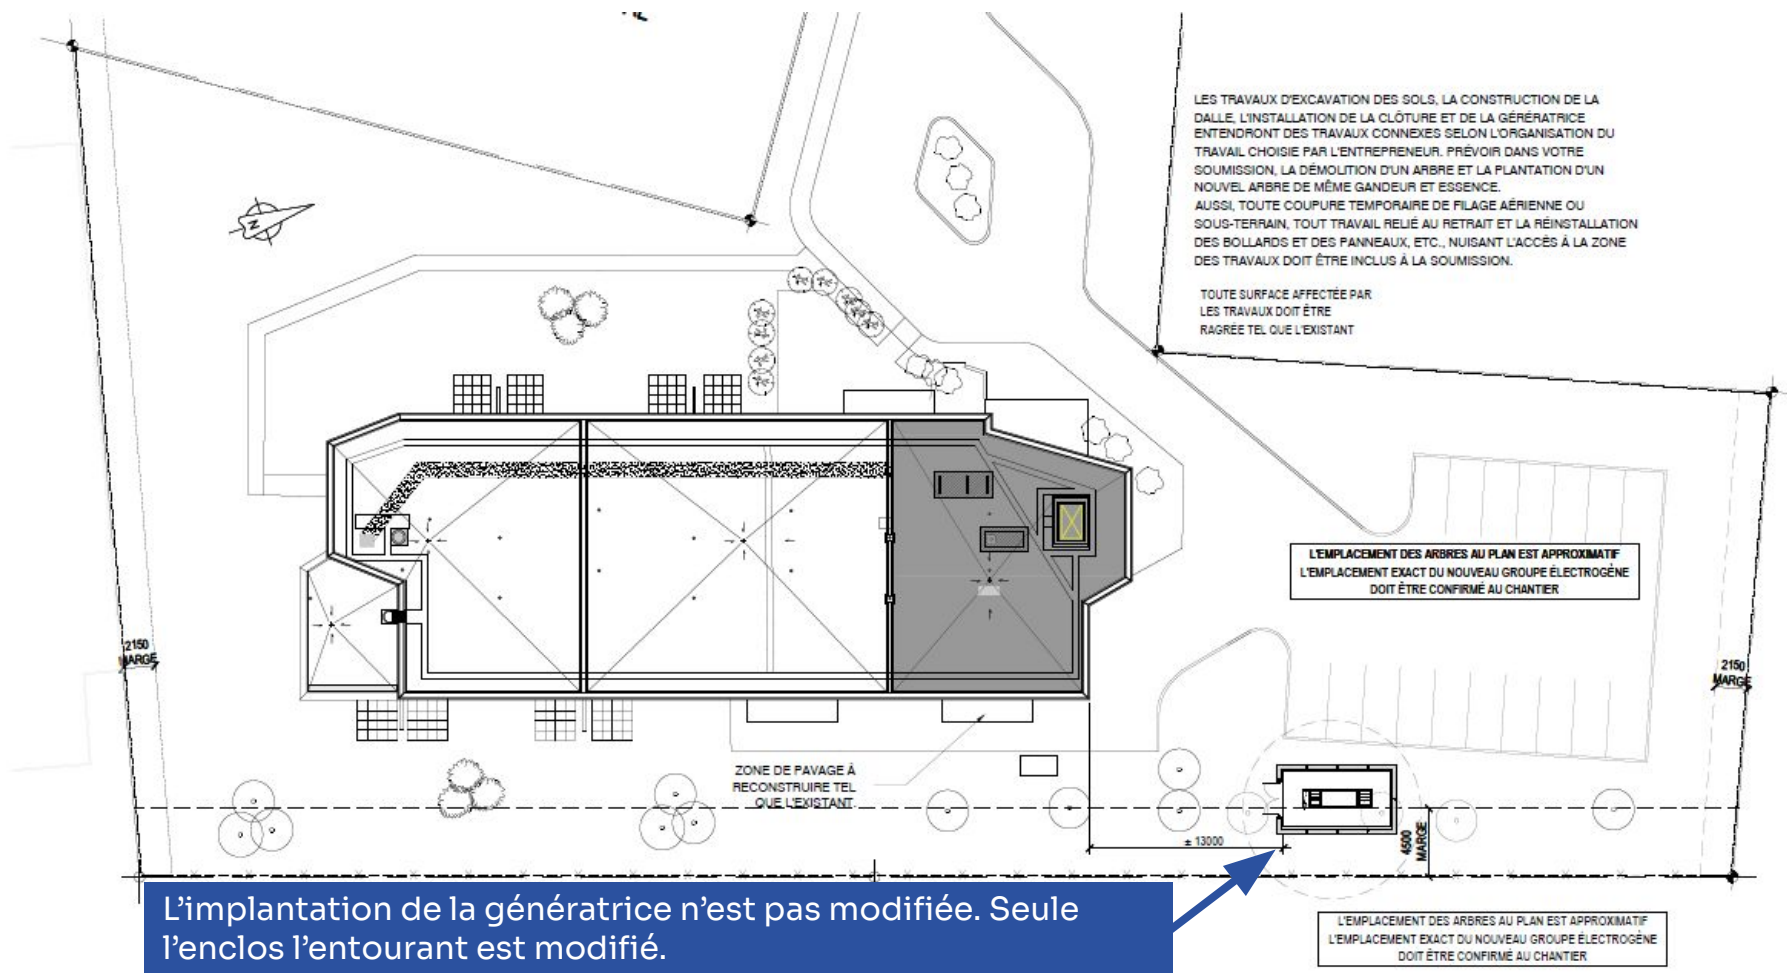 LES TRAVAUX D'EXCAVATION DES SOLS, LA CONSTRUCTION DE LA
DALLE, L'INSTALLATION DE LA CLÔTURE ET DE LA GÉRÉRATRICE
ENTENDRONT DES TRAVAUX CONNEXES SELON L'ORGANISATION DU
TRAVAIL CHOISIE PAR L'ENTREPRENEUR. PRÉVOIR DANS VOTRE
SOUMISSION, LA DÉMOLITION D'UN ARBRE ET LA PLANTATION D'UN
NOUVEL ARBRE DE MÊME GANDEUR ET ESSENCE.
AUSSI, TOUTE COUPURE TEMPORAIRE DE FILAGE AÉRIENNE OU
SOUS-TERRAIN, TOUT TRAVAIL RELIÉ AU RETRAIT ET LA RÉINSTALLATION
DES BOLLARDS ET DES PANNEAUX, ETC., NUISANT L'ACCÈS À LA ZONE
DES TRAVAUX DOIT ÊTRE INCLUS À LA SOUMISSION.
TOUTE SURFACE AFFECTÉE PAR
LES TRAVAUX DOIT ÊTRE
RAGRÉE TEL QUE L'EXISTANT
N
L'EMPLACEMENT DES ARBRES AU PLAN EST APPROXIMATIF
L'EMPLACEMENT EXACT DU NOUVEAU GROUPE ÉLECTROGÈNE
DOIT ÊTRE CONFIRMÉ AU CHANTIER
2150
MARGE
2150
MARGE
ZONE DE PAVAGE À
RECONSTRUIRE TEL
QUE L'EXISTANT
± 13000
4500
MARGE
L'implantation de la génératrice n'est pas modifiée. Seule
l'enclos l'entourant est modifié.
L'EMPLACEMENT DES ARBRES AU PLAN EST APPROXIMATIF
L'EMPLACEMENT EXACT DU NOUVEAU GROUPE ÉLECTROGÈNE
DOIT ÊTRE CONFIRMÉ AU CHANTIER